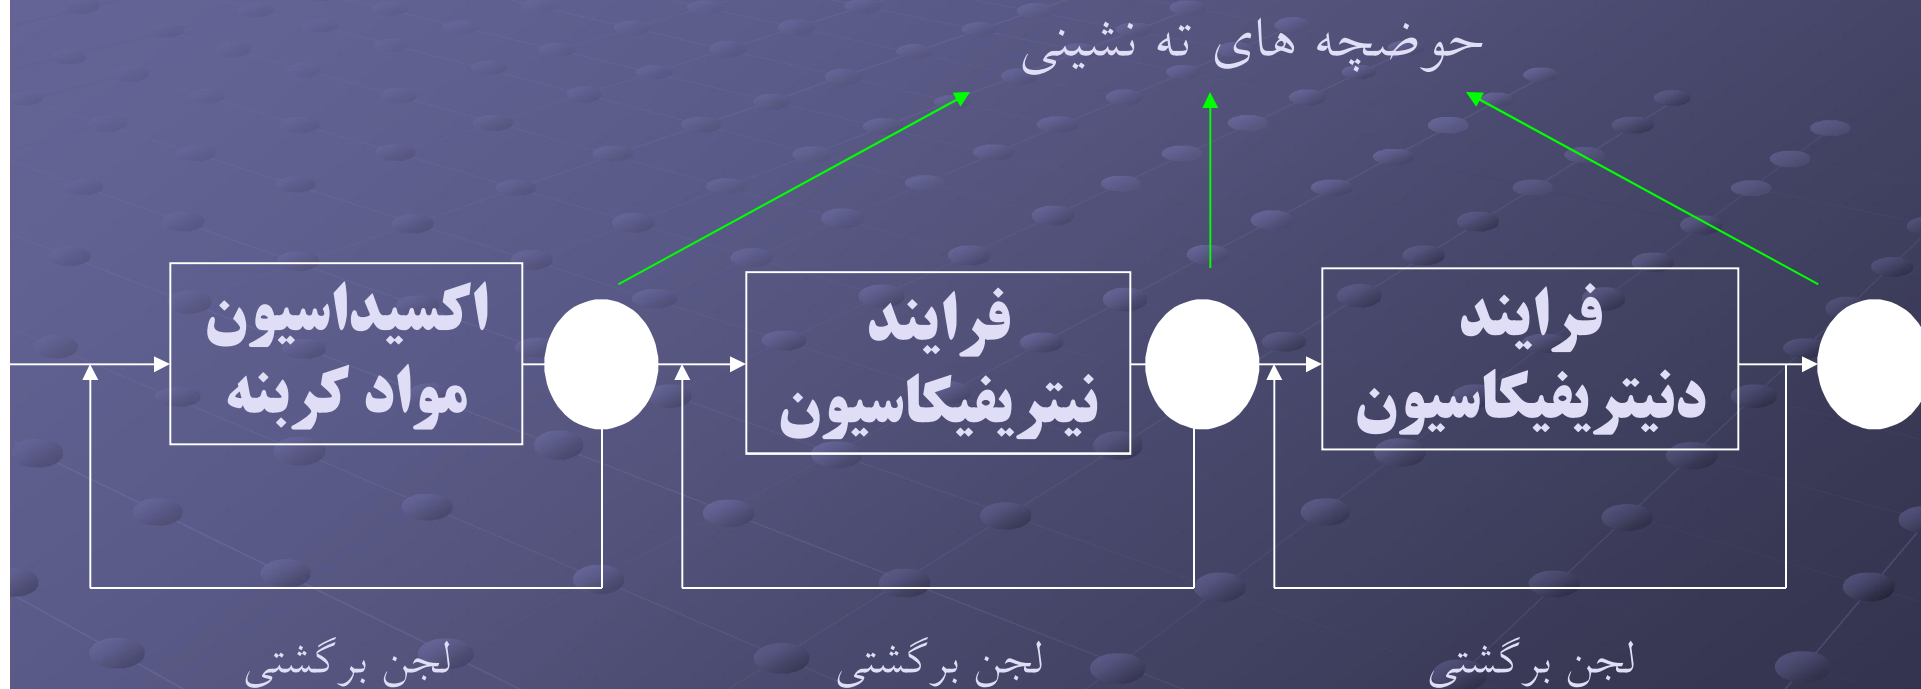 حوضچه های ته نشینی
اکسیداسیون
مواد کربنه
فرایند
نیتریفیکاسیون
فرایند
دنیتریفیکاسیون
لجن برگشتی
لجن برگشتی
لجن برگشتی